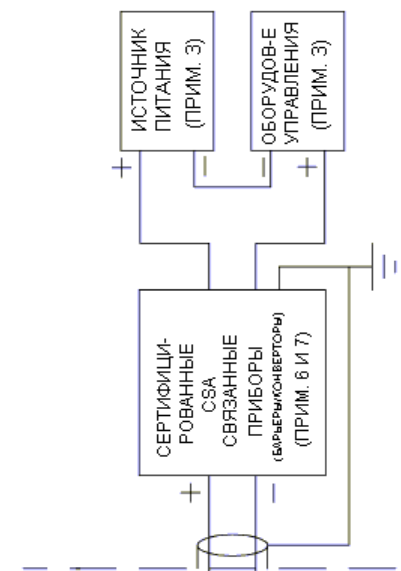 ИСТОЧНИК
ПИТАНИЯ
(ПРИМ. 3)
ОБОРУДОВ-Е
УПРАВЛЕНИЯ
(ПРИМ. 3)
+
−
−
+
СЕРТИФИЦИ-
РОВАННЫЕ
CSA
СВЯЗАННЫЕ
ПРИБОРЫ
(БАРЬЕРЫ/КОНВЕРТОРЫ)
(ПРИМ. 6 И 7)
+
−